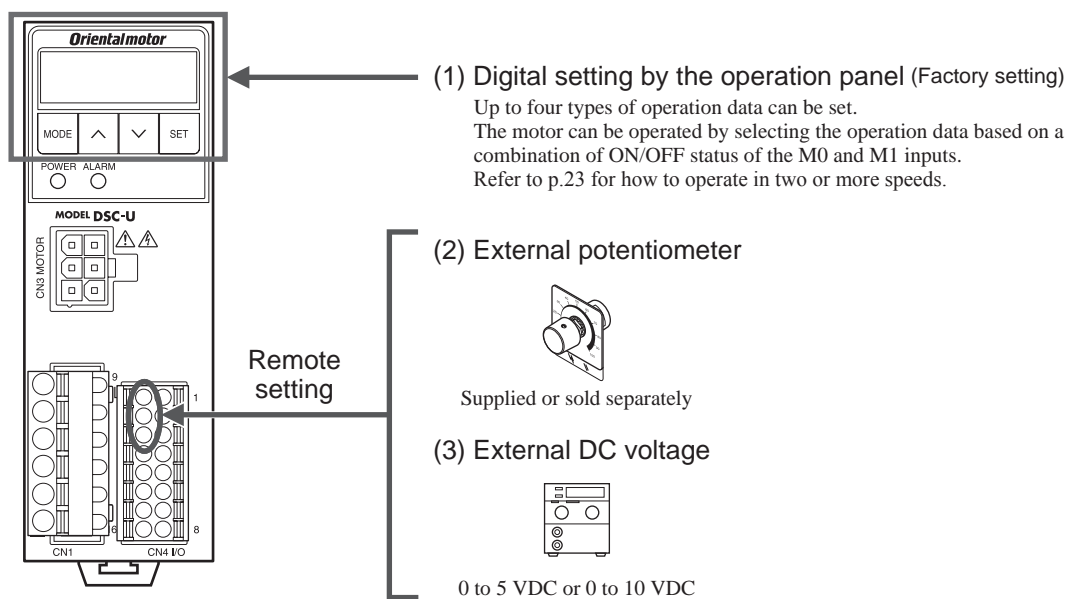 Orientalmotor
MODE
SET
POWER ALARM
MODEL DSC-U
CN3 MOTOR
9
1
6
8
CN1
CN4 I/O
(1) Digital setting by the operation panel (Factory setting)
Up to four types of operation data can be set.
The motor can be operated by selecting the operation data based on a
combination of ON/OFF status of the M0 and M1 inputs.
Refer to p.23 for how to operate in two or more speeds.
Remote
setting
(2) External potentiometer
Supplied or sold separately
(3) External DC voltage
0 to 5 VDC or 0 to 10 VDC